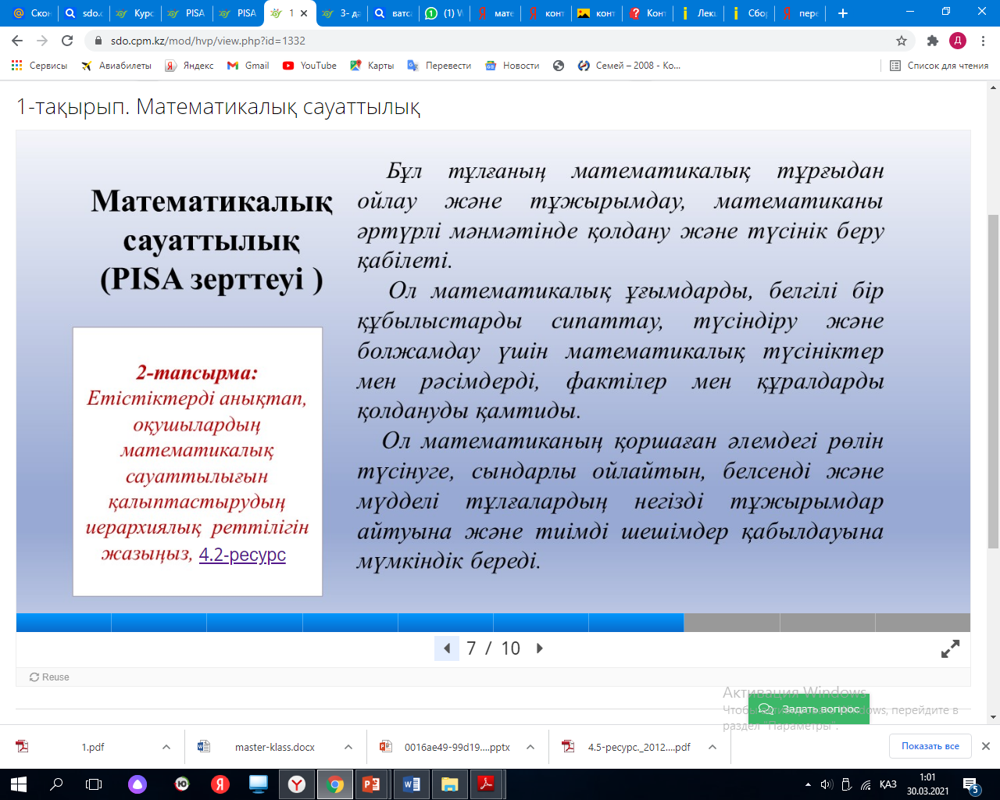 Скон
sdo.c
Курс
PISA
PISA
1
3- да
ватса
(1) W
мате
конт
конт
Конт
Лекц
Сбор
пере
sdo.cpm.kz/mod/hvp/view.php?id=1332
Д
Сервисы
Авиабилеты
Яндекс
Gmail
YouTube
Карты
Перевести
Новости
Семей – 2008 - Ко...
Список для чтения
1-тақырып. Математикалық сауаттылық
Математикалық
сауаттылық
(PISA зерттеуі )
2-тапсырма:
Етістіктерді анықтап,
оқушылардың
математикалық
сауаттылығын
қалыптастырудың
иерархиялық реттілігін
жазыңыз, 4.2-ресурс
Бұл тұлғаның математикалық тұрғыдан
ойлау және тұжырымдау, математиканы
әртүрлі мәнмәтінде қолдану және түсінік беру
қабілеті.
Ол математикалық ұғымдарды, белгілі бір
құбылыстарды сипаттау, түсіндіру және
болжамдау үшін математикалық түсініктер
мен рәсімдерді, фактілер мен құралдарды
қолдануды қамтиды.
Ол математиканың қоршаған әлемдегі рөлін
түсінуге, сындарлы ойлайтын, белсенді және
мүдделі тұлғалардың негізді тұжырымдар
айтуына және тиімді шешімдер қабылдауына
мүмкіндік береді.
7 / 10
Reuse
Активация Windows
Задать вопрос
перейдите в
раздел "Параметры".
1.pdf
master-klass.docx
0016ae49-99d19....pptx
4.5-ресурс._2012....pdf
Показать все
ҚАЗ
1:01
30.03.2021
5